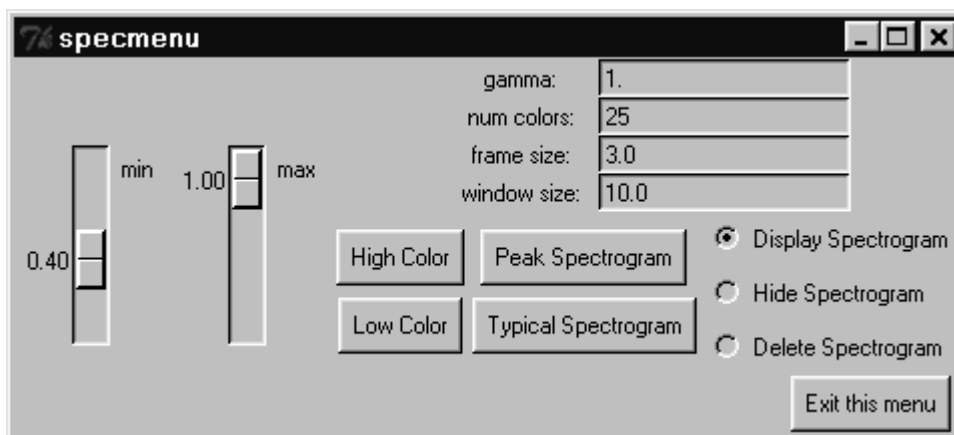 specmenu
gamma: 1.
num colors: 25
frame size: 3.0
window size: 10.0
min
1.00 max
0.40
High Color Peak Spectrogram
Low Color Typical Spectrogram
Display Spectrogram
Hide Spectrogram
Delete Spectrogram
Exit this menu